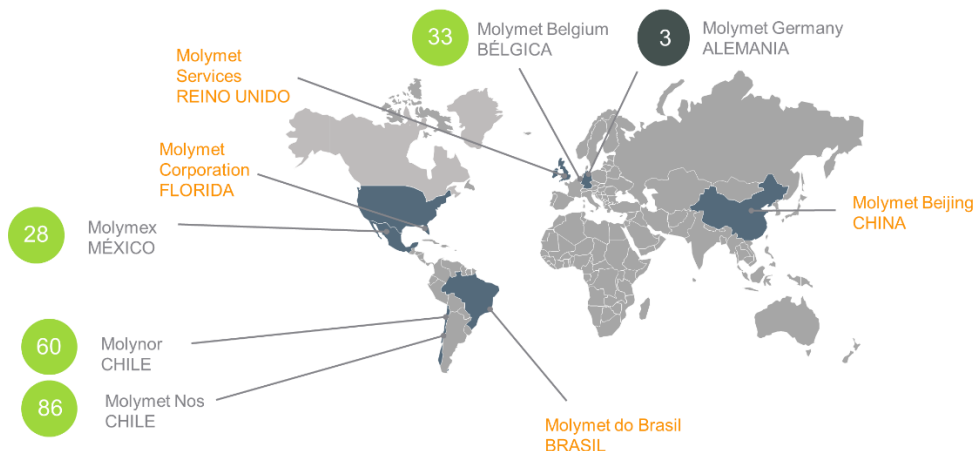 33
Molymet Belgium
BÉLGICA
3
Molymet Germany
ALEMANIA
Molymet
Services
REINO UNIDO
Molymet
Corporation
FLORIDA
Molymet Beijing
CHINA
28
Molymex
MÉXICO
60
Molynor
CHILE
86
Molymet Nos
CHILE
Molymet do Brasil
BRASIL